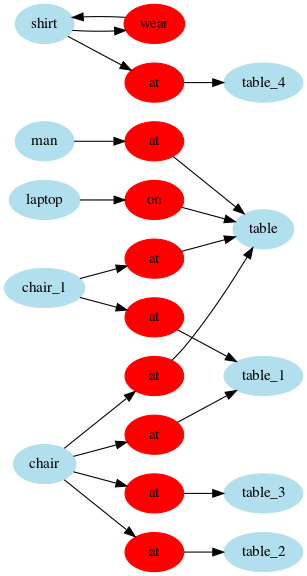 shirt wear
at table_4
man at
laptop on
table
at
chair_1
at
at table_1
at
chair
at table_3
at table_2